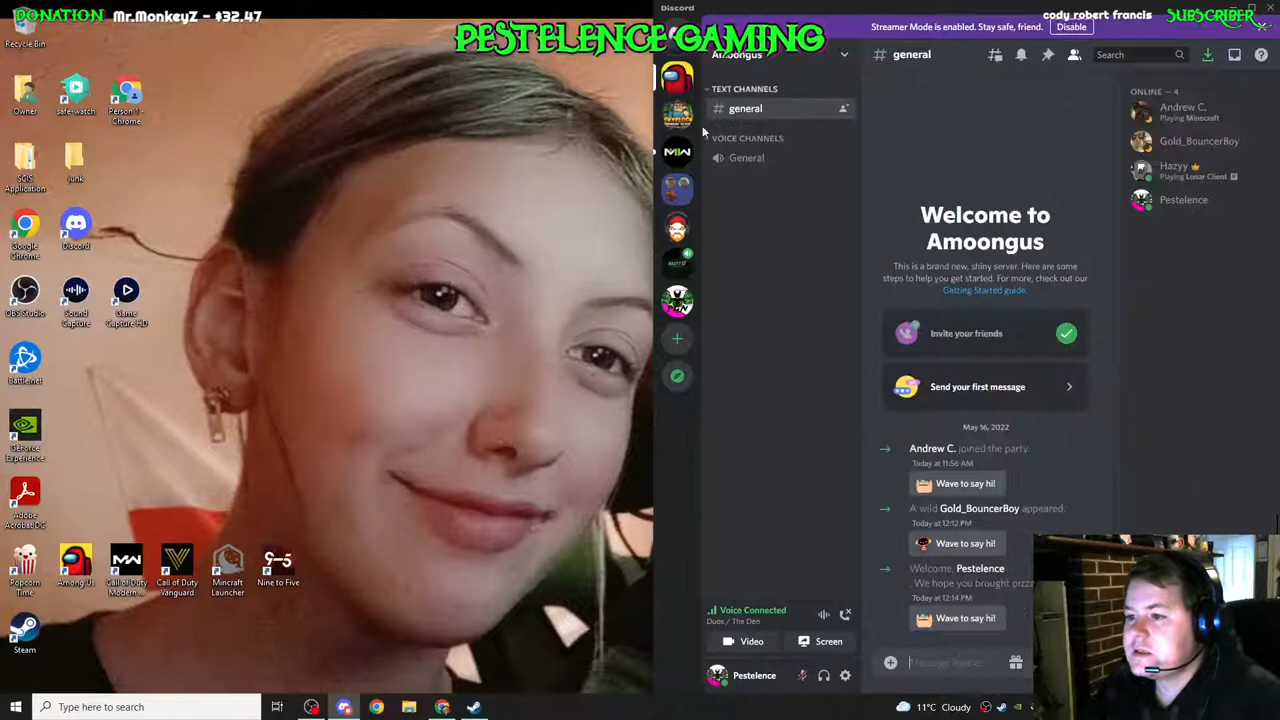 DONATION Mr.MonkeyZ - $32.47
cody robert francis SUBSCRIBER
PESTELENCE GAMING
Discord
Streamer Mode is enabled. Stay safe, friend. Disable
Recycle Bin
Owner
safe-watch
Person 1 - Chrome
SCIS Application
junk
Google Chrome
Discord
OBS Studio
Sound Capture
Game Capture HD
Battle.net
GeForce Experience
Adobe Acrobat DC
Popcorn Time
Among Us
Call of Duty Modern ...
Call of Duty Vanguard
Mincraft Launcher
Nine to Five
Steam
Amoongus
TEXT CHANNELS
# general
VOICE CHANNELS
General
Voice Connected
Duos / The Den
Video
Screen
Pestelence
# general
Search
Welcome to
Amoongus
This is a brand new, shiny server. Here are some
steps to help you get started. For more, check out our
Getting Started guide.
Invite your friends
Send your first message
May 16, 2022
Andrew C. joined the party.
Today at 11:56 AM
Wave to say hi!
A wild Gold_BouncerBoy appeared.
Today at 12:12 PM
Wave to say hi!
Welcome, Pestelence
. We hope you brought pizza
Today at 12:14 PM
Wave to say hi!
Message #gene
ONLINE — 4
Andrew C.
Playing Minecraft
Gold_BouncerBoy
Hazyy
Playing Lunar Client
Pestelence
Type here to search
11°C Cloudy